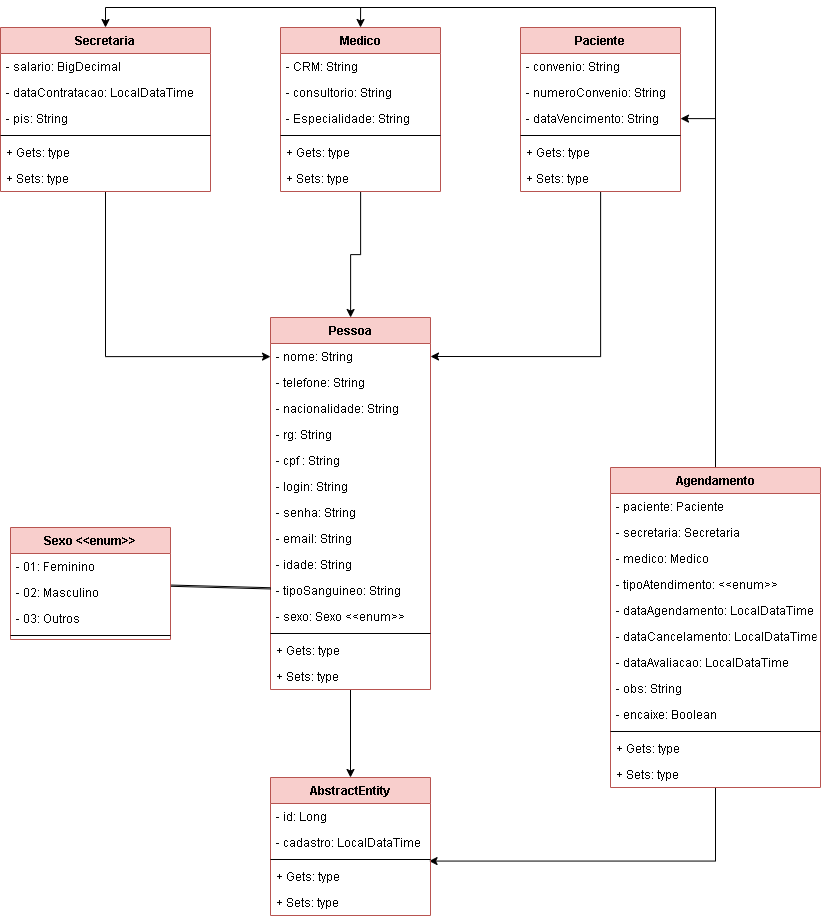 Secretaria
- salario: BigDecimal
- dataContratacao: LocalDataTime
- pis: String
+ Gets: type
+ Sets: type
Medico
- CRM: String
- consultorio: String
- Especialidade: String
+ Gets: type
+ Sets: type
Paciente
- convenio: String
- numeroConvenio: String
- dataVencimento: String
+ Gets: type
+ Sets: type
Pessoa
- nome: String
- telefone: String
- nacionalidade: String
- rg: String
- cpf : String
- login: String
- senha: String
- email: String
- idade: String
- tipoSanguineo: String
- sexo: Sexo <<enum>>
+ Gets: type
+ Sets: type
Sexo <<enum>>
- 01: Feminino
- 02: Masculino
- 03: Outros
Agendamento
- paciente: Paciente
- secretaria: Secretaria
- medico: Medico
- tipoAtendimento: <<enum>>
- dataAgendamento: LocalDataTime
- dataCancelamento: LocalDataTime
- dataAvaliacao: LocalDataTime
- obs: String
- encaixe: Boolean
+ Gets: type
+ Sets: type
AbstractEntity
- id: Long
- cadastro: LocalDataTime
+ Gets: type
+ Sets: type